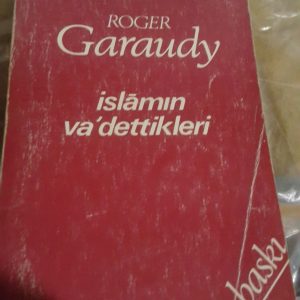 ROGER
Garaudy
islâmın
va'dettikleri
baskı